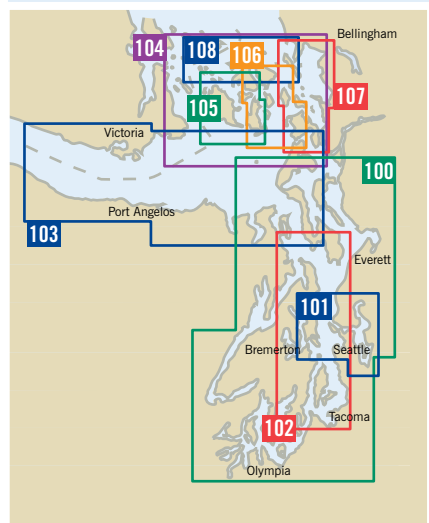 Bellingham
104
108
106
105
107
Victoria
100
Port Angelos
103
Everett
101
Bremerton
Seattle
Tacoma
102
Olympia